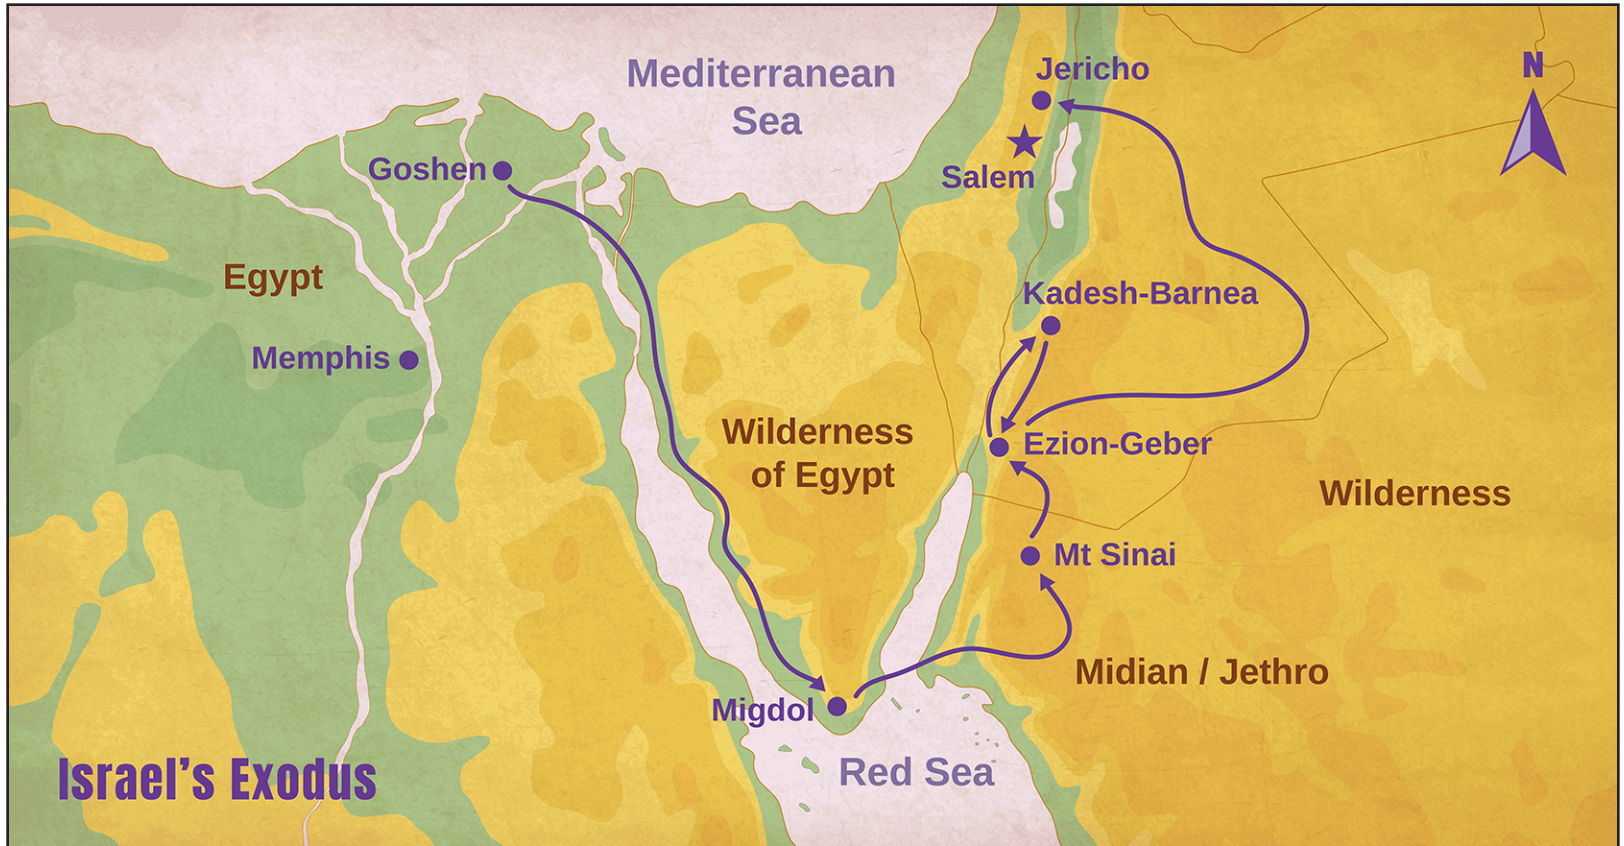 Mediterranean
Sea
Jericho
N
Goshen
Salem
Egypt
Kadesh-Barnea
Memphis
Wilderness
of Egypt
Ezion-Geber
Wilderness
Mt Sinai
Midian / Jethro
Migdol
Israel’s Exodus
Red Sea